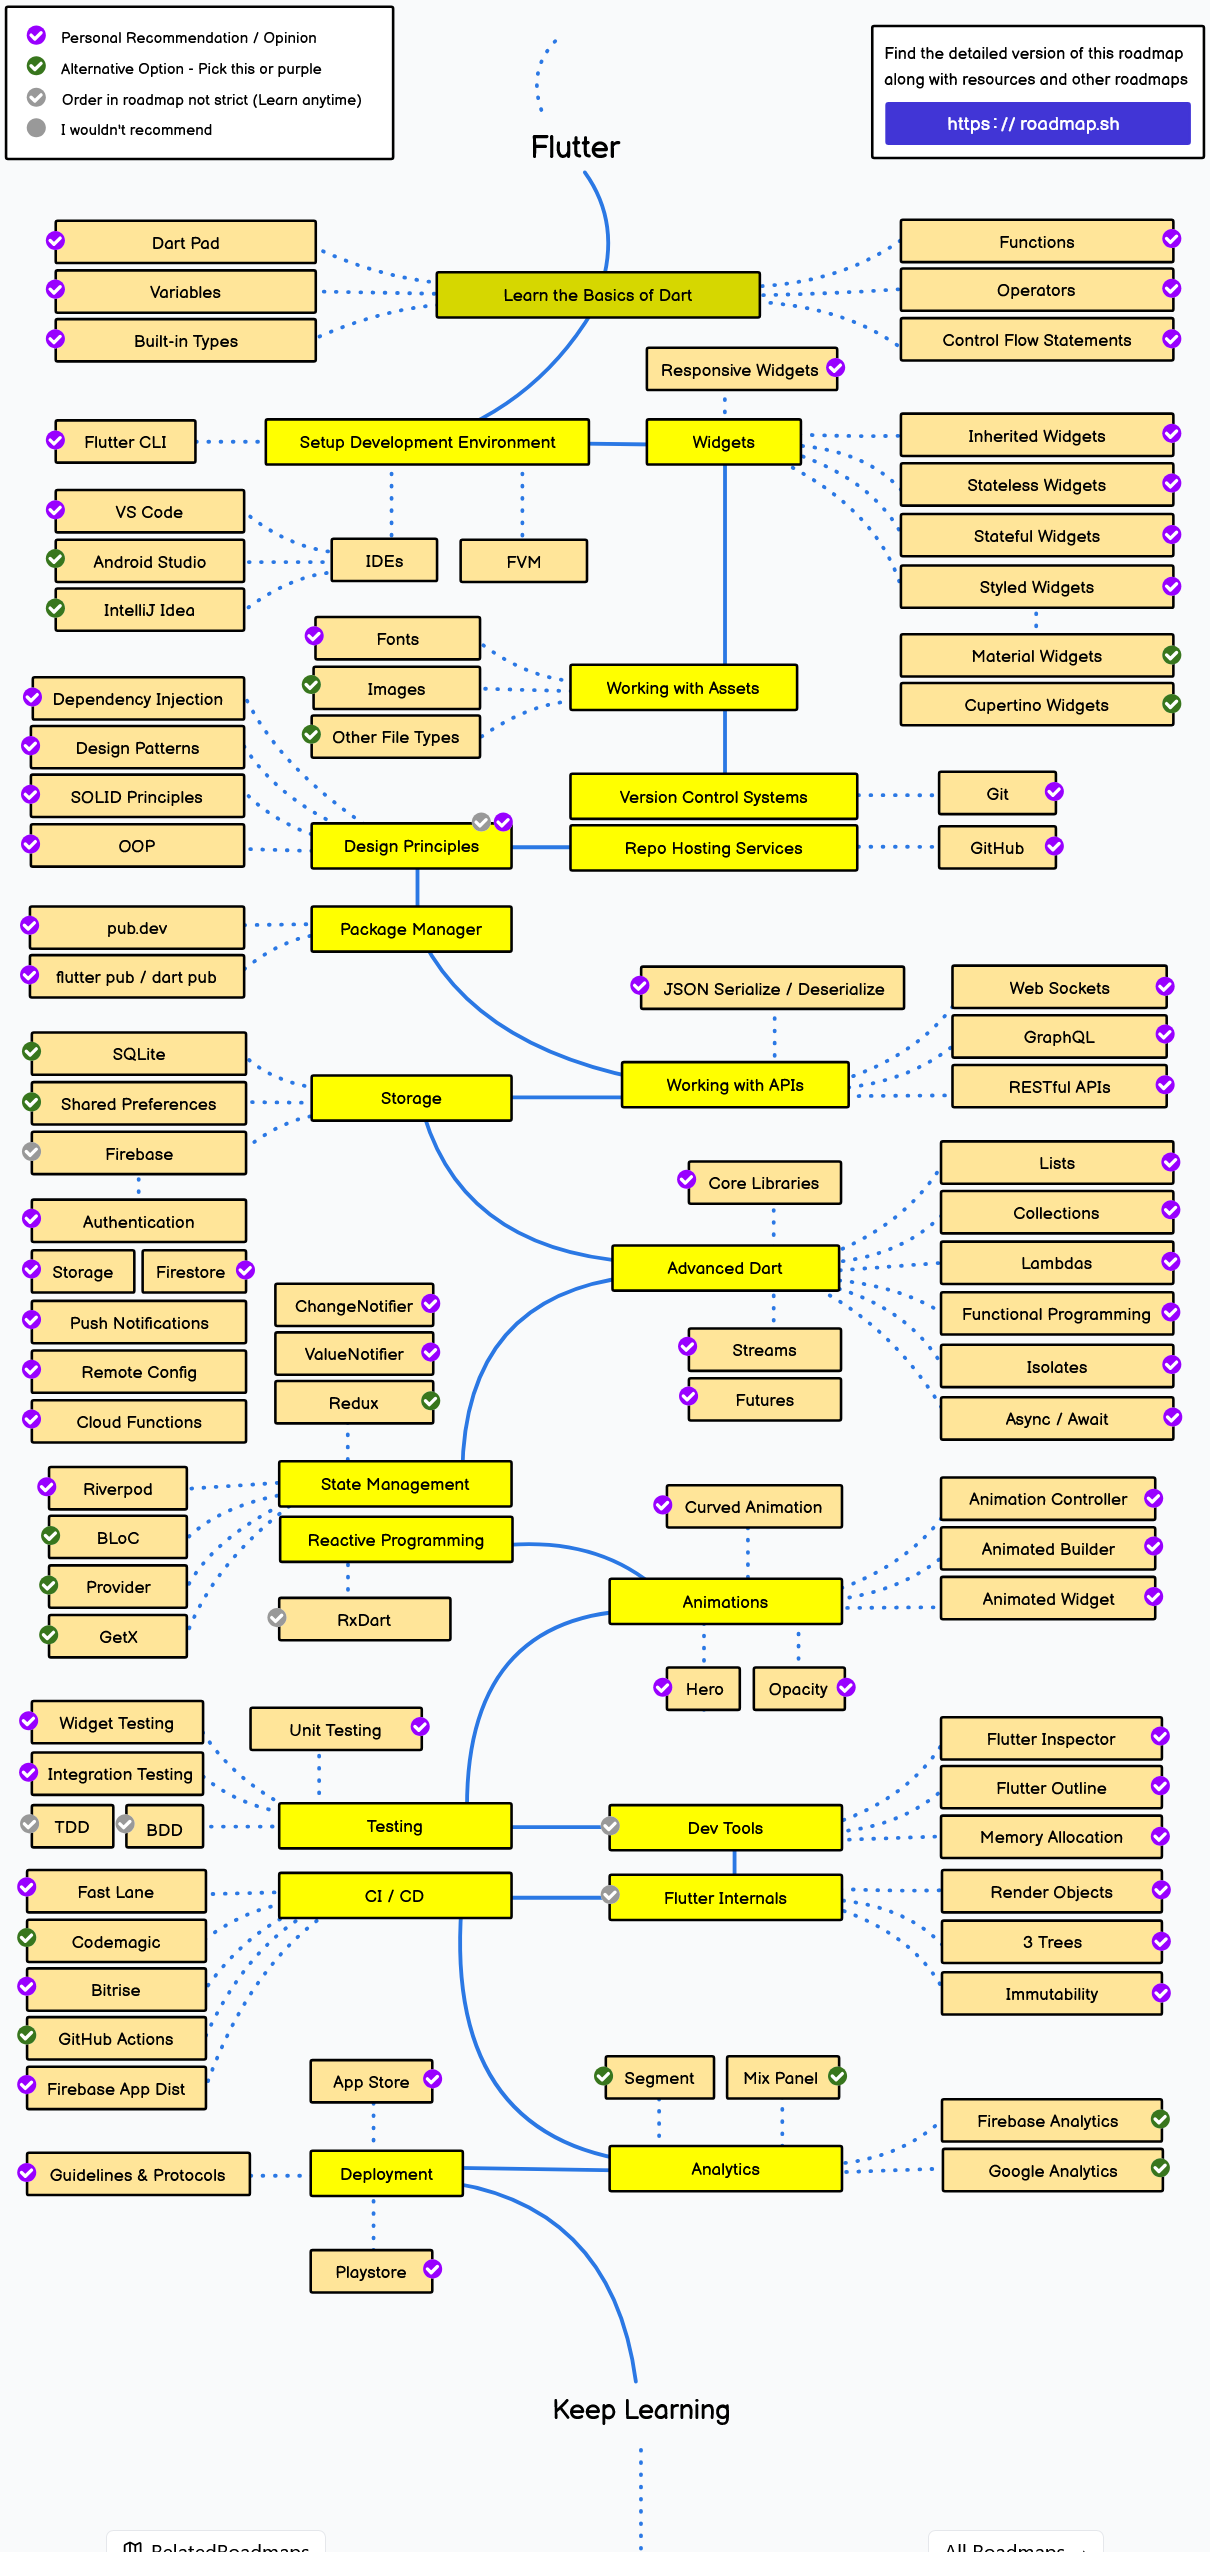 Personal Recommendation / Opinion
Alternative Option - Pick this or purple
Order in roadmap not strict (Learn anytime)
I wouldn't recommend
Find the detailed version of this roadmap
along with resources and other roadmaps
https://roadmap.sh
Flutter
Dart Pad
Variables
Built-in Types
Learn the Basics of Dart
Functions
Operators
Control Flow Statements
Responsive Widgets
Flutter CLI
Setup Development Environment
Widgets
Inherited Widgets
Stateless Widgets
Stateful Widgets
Styled Widgets
Material Widgets
Cupertino Widgets
VS Code
Android Studio
IntelliJ Idea
IDEs
FVM
Fonts
Images
Other File Types
Working with Assets
Dependency Injection
Design Patterns
SOLID Principles
OOP
Design Principles
Version Control Systems
Repo Hosting Services
Git
GitHub
pub.dev
flutter pub / dart pub
Package Manager
JSON Serialize / Deserialize
Web Sockets
GraphQL
RESTful APIs
Working with APIs
SQLite
Shared Preferences
Firebase
Storage
Authentication
Storage
Firestore
Push Notifications
Remote Config
Cloud Functions
Core Libraries
Advanced Dart
Lists
Collections
Lambdas
Functional Programming
Isolates
Async / Await
Streams
Futures
ChangeNotifier
ValueNotifier
Redux
State Management
Reactive Programming
Riverpod
BLoC
Provider
GetX
RxDart
Curved Animation
Animations
Animation Controller
Animated Builder
Animated Widget
Hero
Opacity
Widget Testing
Integration Testing
TDD
BDD
Unit Testing
Testing
Dev Tools
Flutter Inspector
Flutter Outline
Memory Allocation
Fast Lane
Codemagic
Bitrise
GitHub Actions
Firebase App Dist
CI / CD
Flutter Internals
Render Objects
3 Trees
Immutability
App Store
Segment
Mix Panel
Guidelines & Protocols
Deployment
Analytics
Firebase Analytics
Google Analytics
Playstore
Keep Learning
RelatedRoadmaps
All Roadmaps